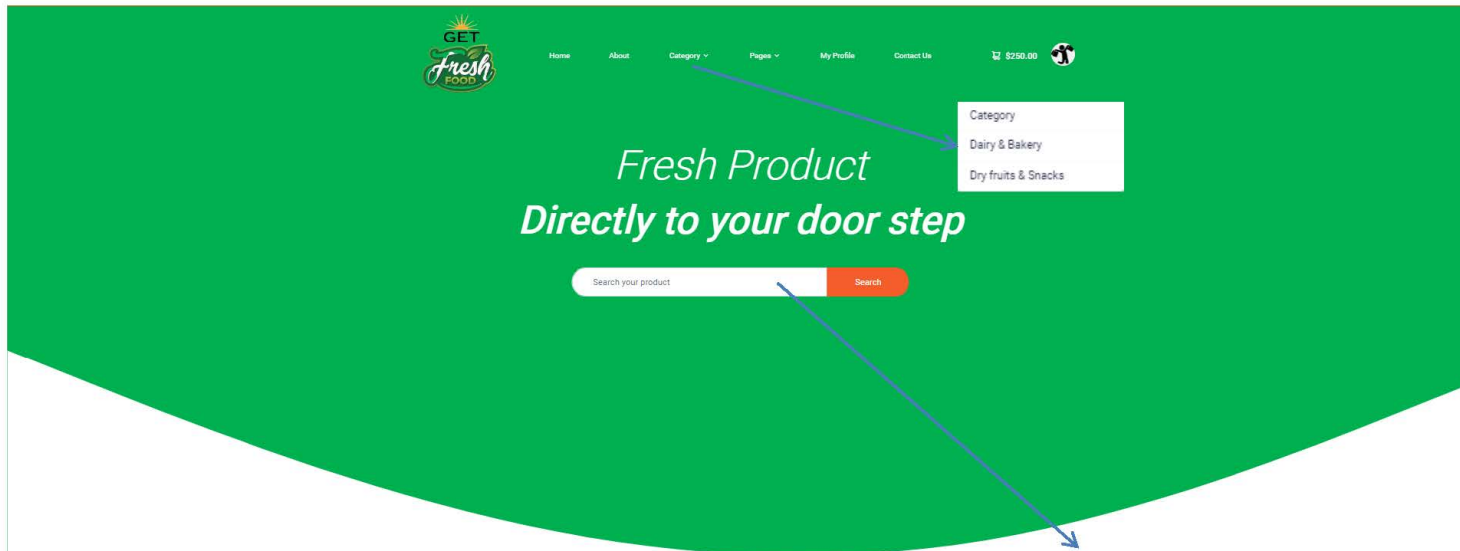 GET
Fresh
FOOD
Home About Category Pages My Profile Contact Us $250.00
Category
Dairy & Bakery
Dry fruits & Snacks
Fresh Product
Directly to your door step
Search your product Search